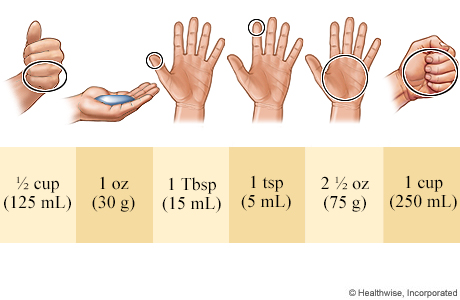 ½ cup
(125 mL)
1 oz
(30 g)
1 Tbsp
(15 mL)
1 tsp
(5 mL)
2 ½ oz
(75 g)
1 cup
(250 mL)
© Healthwise, Incorporated